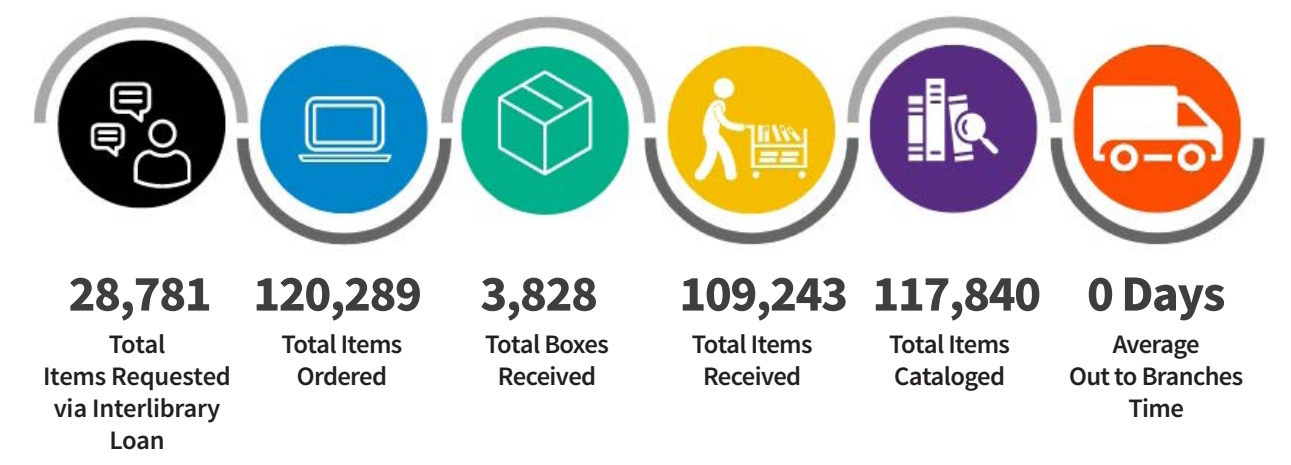 28,781
Total
Items Requested
via Interlibrary
Loan
120,289
Total Items
Ordered
3,828
Total Boxes
Received
109,243
Total Items
Received
117,840
Total Items
Cataloged
0 Days
Average
Out to Branches
Time